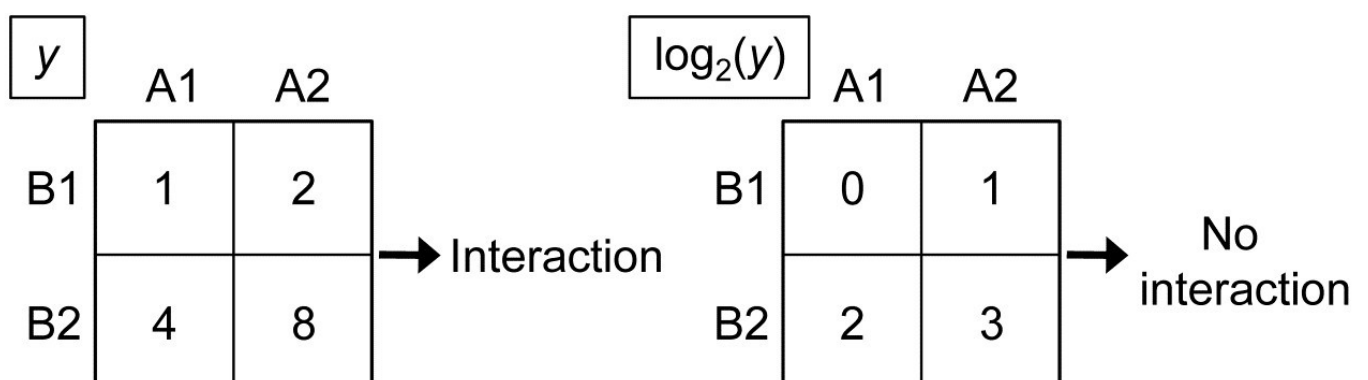 y
A1 A2
B1 1 2
B2 4 8
Interaction
log₂(y)
A1 A2
B1 0 1
B2 2 3
No
interaction